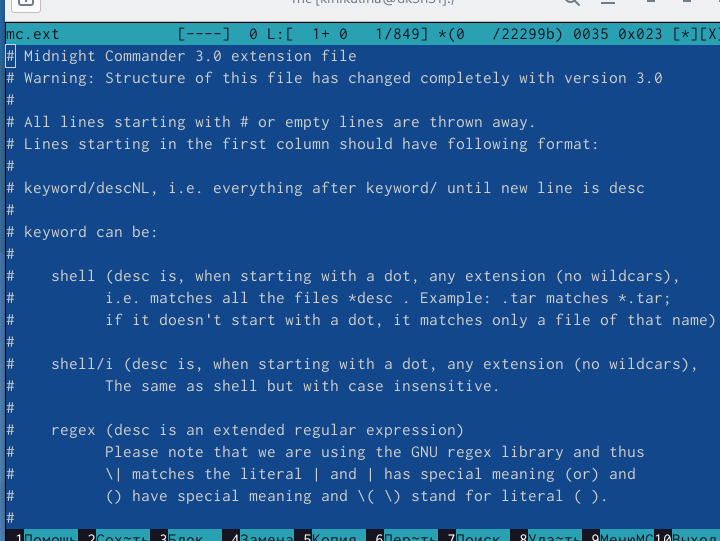 mc.ext [----] 0 L:[ 1+ 0 1/849] *(0 /22299b) 0035 0x023 [*][X]
# Midnight Commander 3.0 extension file
# Warning: Structure of this file has changed completely with version 3.0
#
# All lines starting with # or empty lines are thrown away.
# Lines starting in the first column should have following format:
#
# keyword/descNL, i.e. everything after keyword/ until new line is desc
#
# keyword can be:
#
# shell (desc is, when starting with a dot, any extension (no wildcars),
# i.e. matches all the files *desc . Example: .tar matches *.tar;
# if it doesn't start with a dot, it matches only a file of that name)
#
# shell/i (desc is, when starting with a dot, any extension (no wildcars),
# The same as shell but with case insensitive.
#
# regex (desc is an extended regular expression)
# Please note that we are using the GNU regex library and thus
# \| matches the literal | and | has special meaning (or) and
# () have special meaning and \( \) stand for literal ( ).
#
1Помощь 2Сох~ть 3Блок 4Замена 5Копия 6Пер~ть 7Поиск 8Уда~ть 9МенюMC 10Выход